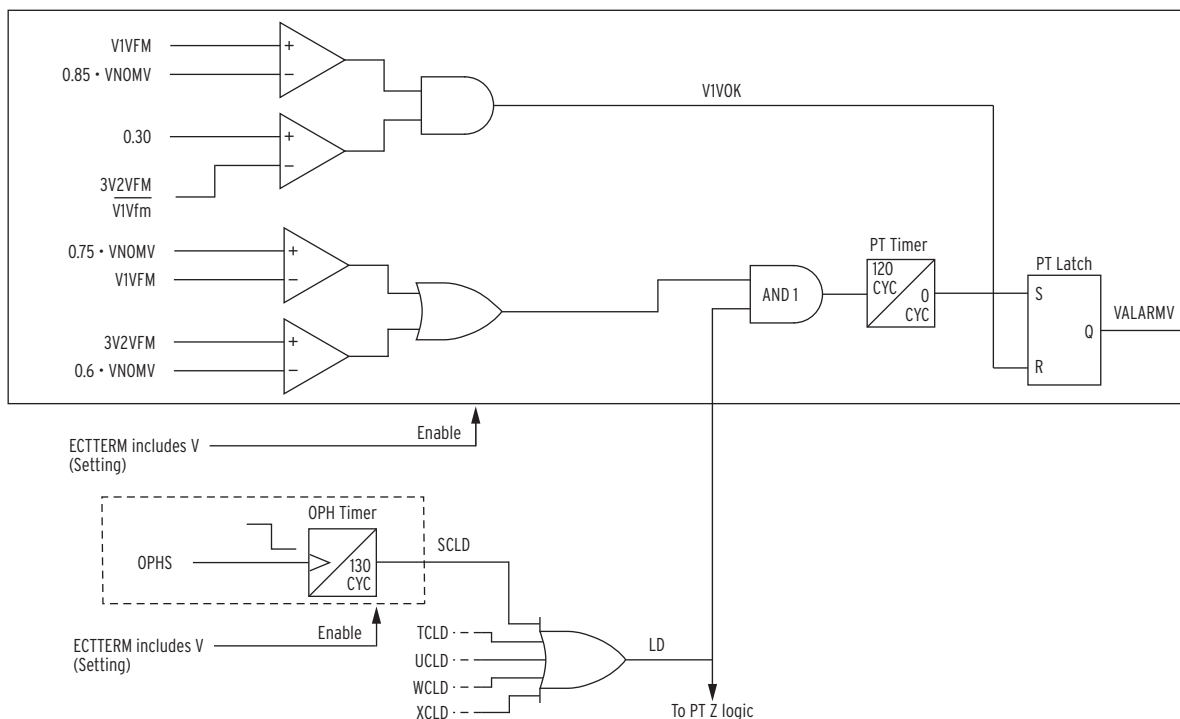 V1VFM
0.85 • VNOMV
0.30
3V2VFM
V1Vfm
+
−
+
−
V1VOK
0.75 • VNOMV
V1VFM
3V2VFM
0.6 • VNOMV
+
−
+
−
AND 1
PT Timer
120
CYC
0
CYC
PT Latch
S
Q
R
VALARMV
ECTTERM includes V
(Setting)
Enable
OPH Timer
OPHS
130
CYC
SCLD
ECTTERM includes V
(Setting)
Enable
TCLD
UCLD
WCLD
XCLD
LD
To PT Z logic